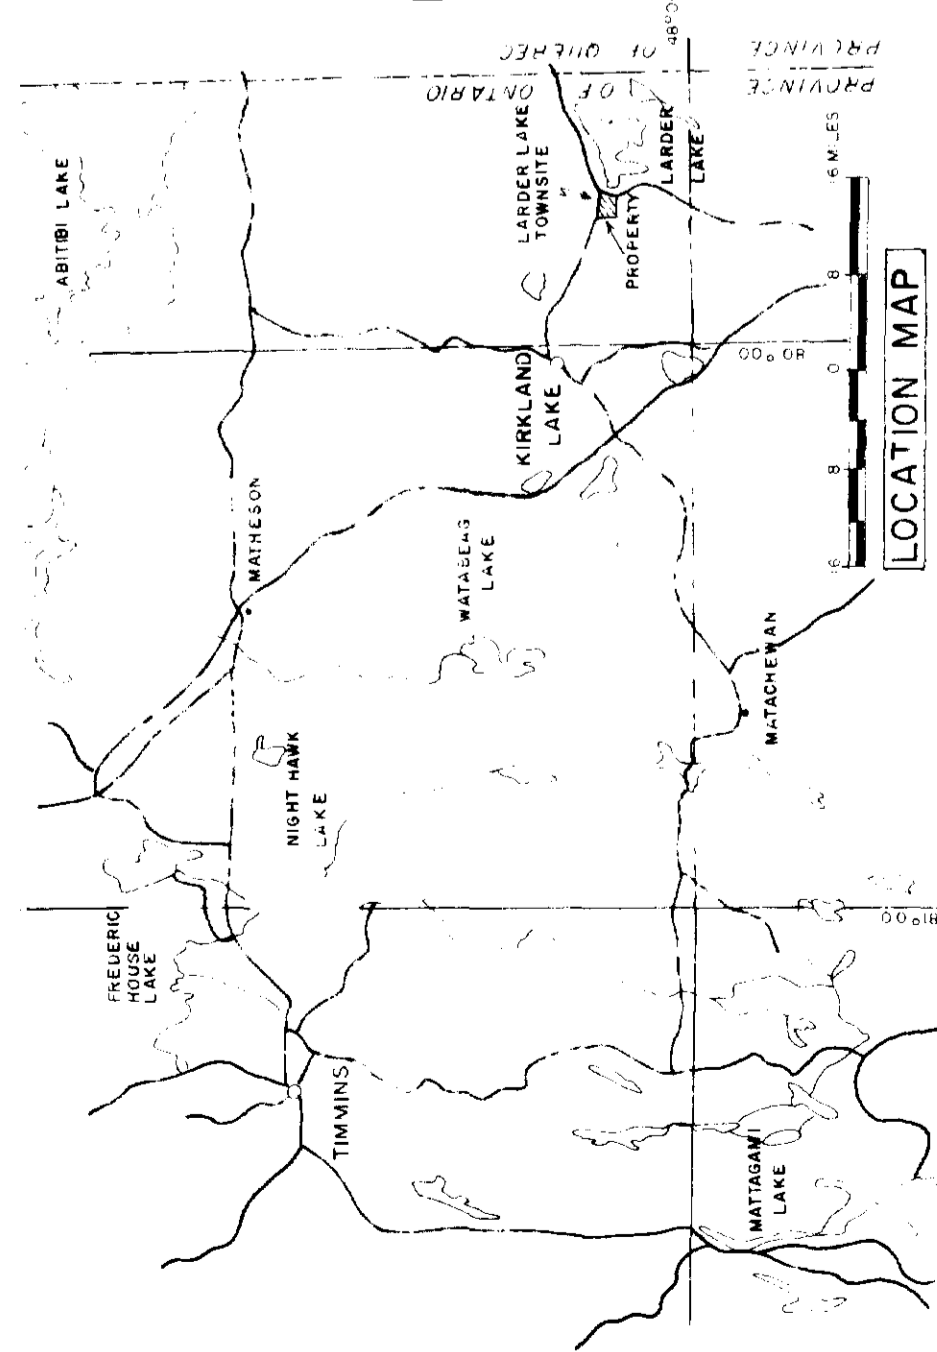 ABITIBI LAKE
FREDERIC
HOUSE
LAKE
MATHESON
NIGHT HAWK
LAKE
TIMMINS
WATABEAG
LAKE
KIRKLAND
LAKE
LARDER LAKE
TOWNSITE
PROPERTY
LARDER
LAKE
MATACHEWAN
MATTAGAMI
LAKE
PROVINCE OF QUEBEC
PROVINCE OF ONTARIO
48°0
80°00
81°00
16 8 0 8 16 MILES
LOCATION MAP